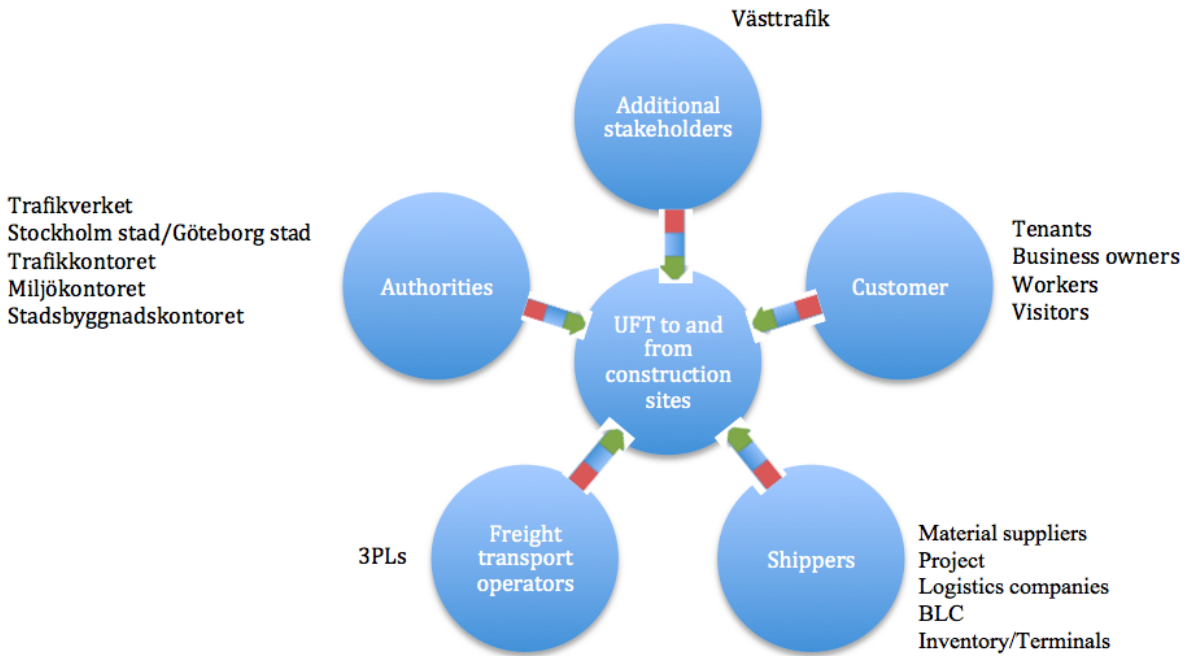 Västtrafik
Additional
stakeholders
Trafikverket
Stockholm stad/Göteborg stad
Trafikkontoret
Miljökontoret
Stadsbyggnadskontoret
Authorities
Customer
Tenants
Business owners
Workers
Visitors
UFT to and
from
construction
sites
3PLs
Freight
transport
operators
Shippers
Material suppliers
Project
Logistics companies
BLC
Inventory/Terminals